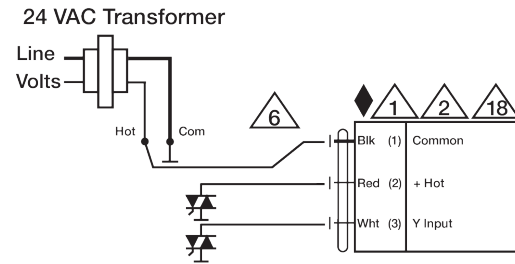 24 VAC Transformer
Line
Volts
Hot
Com
6
1
2
18
Blk (1) Common
Red (2) + Hot
Wht (3) Y Input